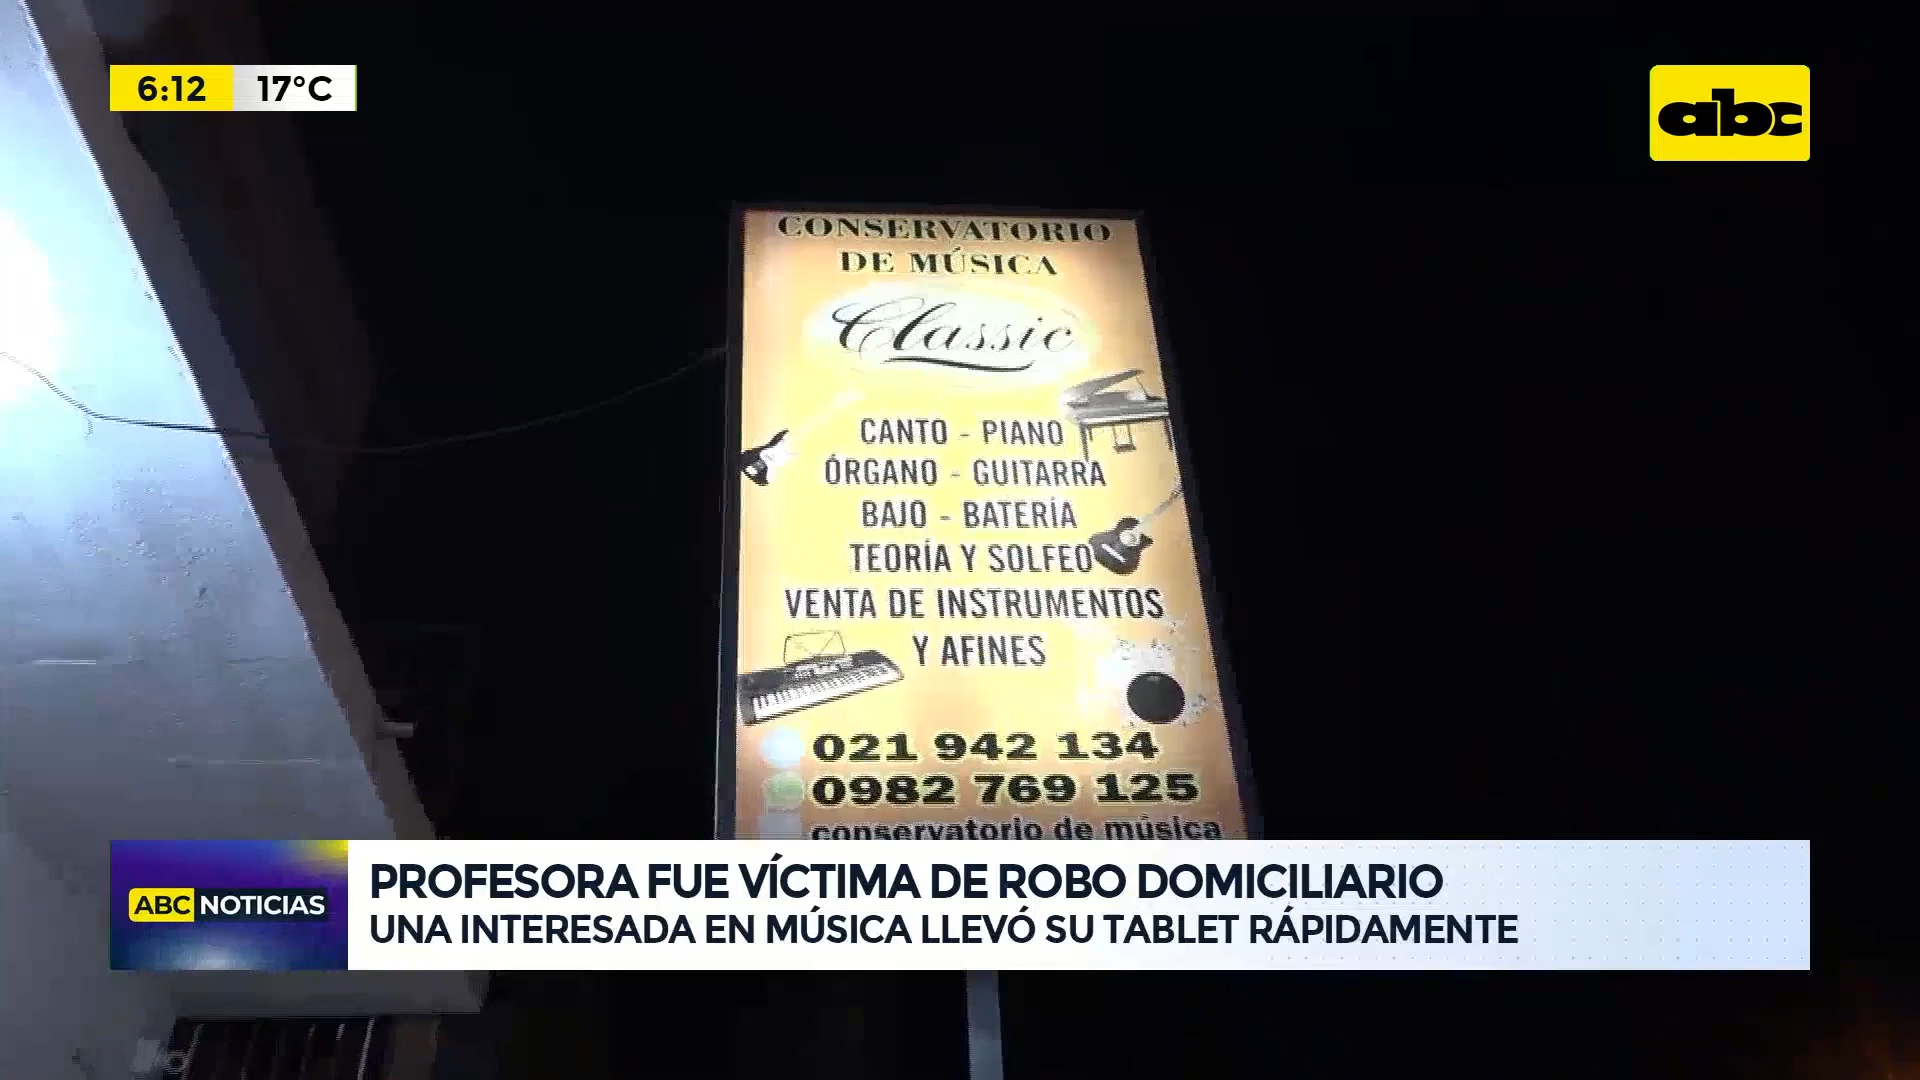 6:12 17°C
abc
CONSERVATORIO
DE MÚSICA
Classic
CANTO - PIANO
ÓRGANO - GUITARRA
BAJO - BATERÍA
TEORÍA Y SOLFEO
VENTA DE INSTRUMENTOS
Y AFINES
021 942 134
0982 769 125
conservatorio de música
ABC NOTICIAS
PROFESORA FUE VÍCTIMA DE ROBO DOMICILIARIO
UNA INTERESADA EN MÚSICA LLEVÓ SU TABLET RÁPIDAMENTE